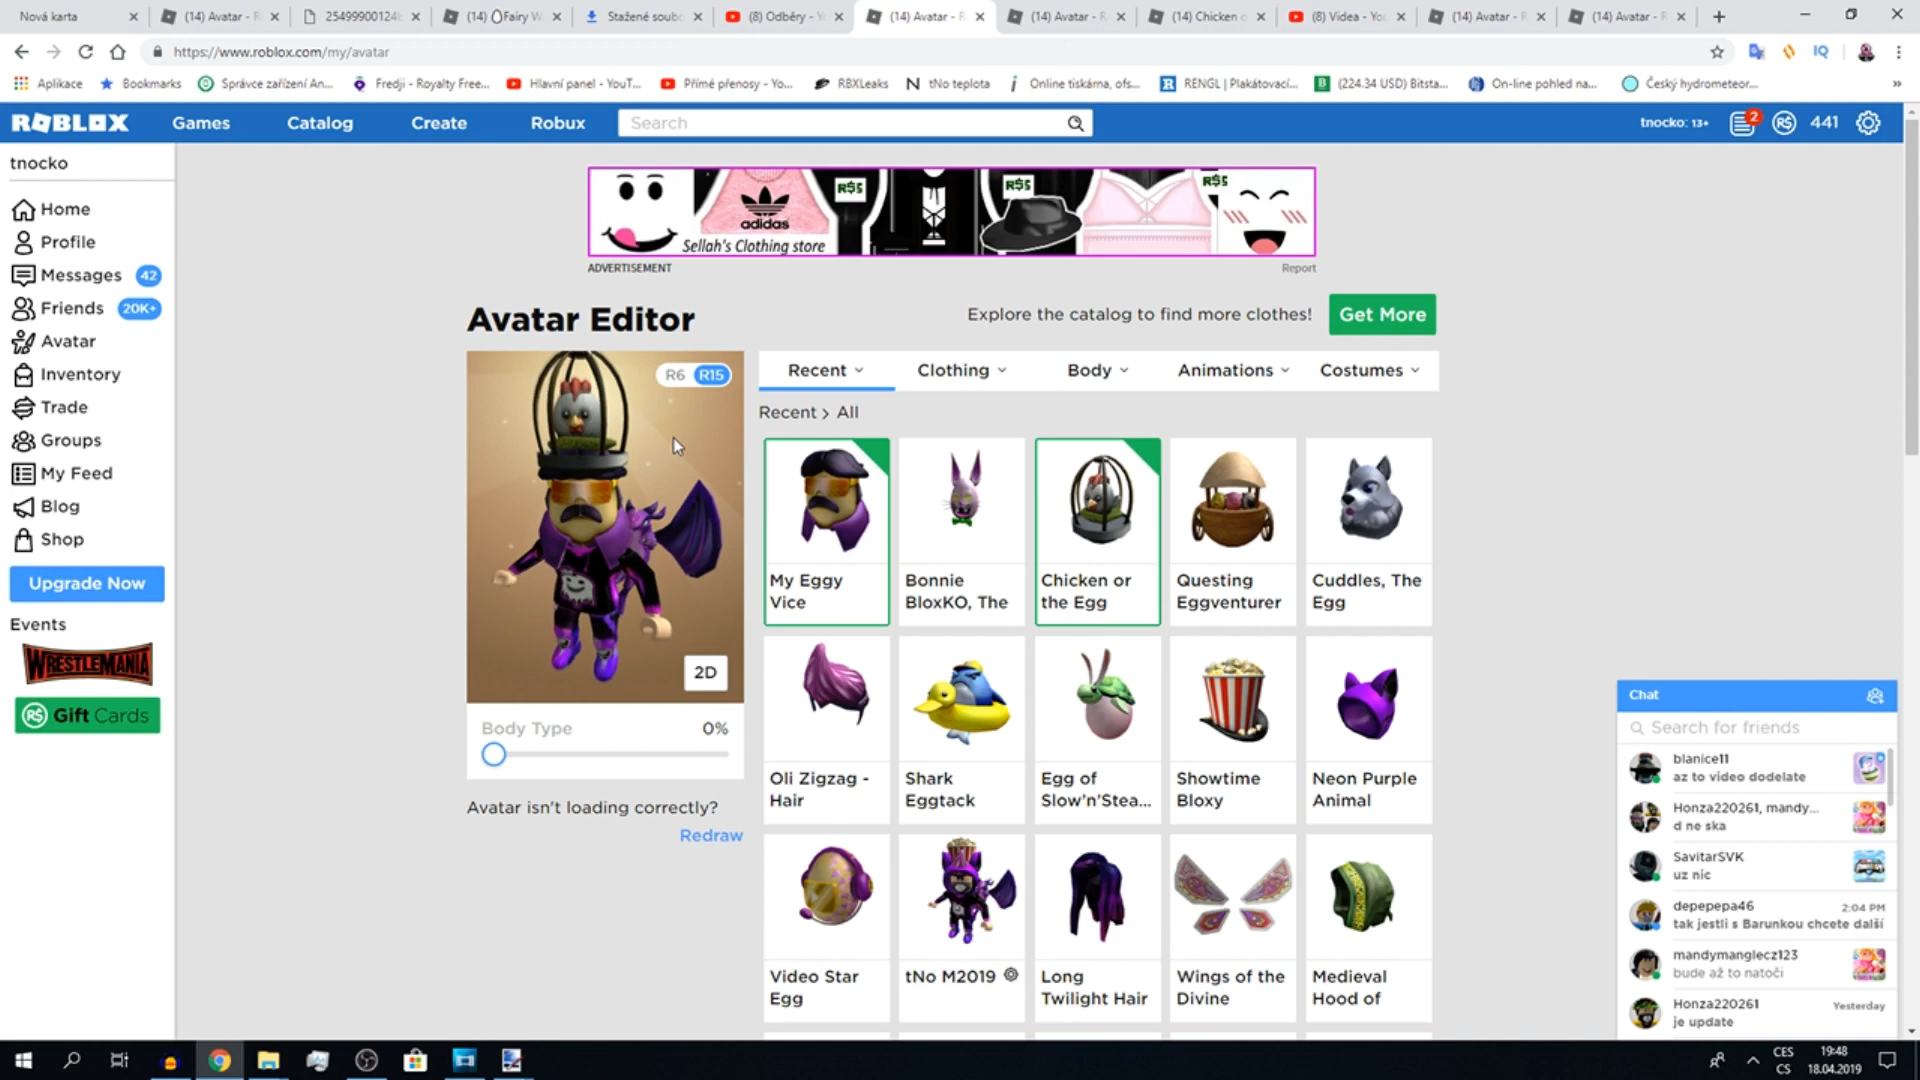 Nová karta
(14) Avatar - R
254999001248
(14) Fairy W
Stažené soubo
(8) Odběry - Y
(14) Avatar - R
(14) Avatar - R
(14) Chicken o
(8) Videa - You
(14) Avatar - R
(14) Avatar - R
https://www.roblox.com/my/avatar
IQ
Aplikace
Bookmarks
Správce zařízení An...
Fredji - Royalty Free...
Hlavní panel - YouT...
Přímé přenosy - Yo...
RBXLeaks
tNo teplota
Online tiskárna, ofs...
RENGL | Plakátovací...
(224.34 USD) Bitsta...
On-line pohled na...
Český hydrometeor...
ROBLOX
Games
Catalog
Create
Robux
Search
tnocko: 13+
2
R$
441
tnocko
Home
Profile
Messages 42
Friends 20K+
Avatar
Inventory
Trade
Groups
My Feed
Blog
Shop
Upgrade Now
Events
WRESTLEMANIA
R$ Gift Cards
adidas
Sellah's Clothing store
R$5
R$5
R$5
ADVERTISEMENT
Report
Avatar Editor
Explore the catalog to find more clothes!
Get More
R6 R15
2D
Body Type 0%
Avatar isn't loading correctly?
Redraw
Recent
Clothing
Body
Animations
Costumes
Recent > All
My Eggy
Vice
Bonnie
BloxKO, The
Chicken or
the Egg
Questing
Eggventurer
Cuddles, The
Egg
Oli Zigzag -
Hair
Shark
Eggtack
Egg of
Slow'n'Stea...
Showtime
Bloxy
Neon Purple
Animal
Video Star
Egg
tNo M2019
Long
Twilight Hair
Wings of the
Divine
Medieval
Hood of
Chat
Search for friends
blanice11
az to video dodelate
Honza220261, mandy...
d ne ska
SavitarSVK
uz nic
depepepa46 2:04 PM
tak jestli s Barunkou chcete další
mandymanglecz123
bude až to natoči
Honza220261 Yesterday
je update
CES
CS
19:48
18.04.2019